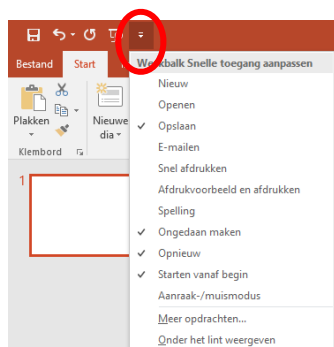 Bestand Start
Werkbalk Snelle toegang aanpassen
Plakken
Nieuwe
dia
Klembord
1
Nieuw
Openen
✓ Opslaan
E-mailen
Snel afdrukken
Afdrukvoorbeeld en afdrukken
Spelling
✓ Ongedaan maken
✓ Opnieuw
✓ Starten vanaf begin
Aanraak-/muismodus
Meer opdrachten...
Onder het lint weergeven